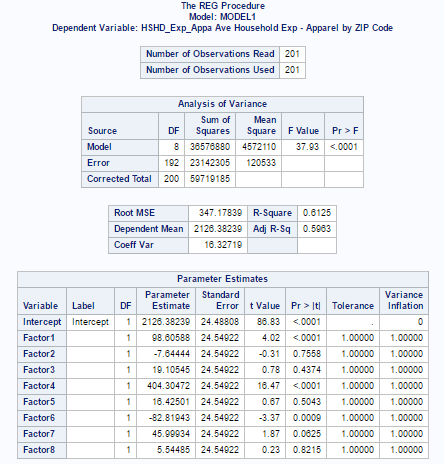 The REG Procedure
Model: MODEL1
Dependent Variable: HSHD_Exp_Appa Ave Household Exp - Apparel by ZIP Code
Number of Observations Read 201
Number of Observations Used 201
Analysis of Variance
Source DF Sum of Squares Mean Square F Value Pr > F
Model 8 36576880 4572110 37.93 <.0001
Error 192 23142305 120533
Corrected Total 200 59719185
Root MSE 347.17839 R-Square 0.6125
Dependent Mean 2126.38239 Adj R-Sq 0.5963
Coeff Var 16.32719
Parameter Estimates
Variable Label DF Parameter Estimate Standard Error t Value Pr > |t| Tolerance Variance Inflation
Intercept Intercept 1 2126.38239 24.48808 86.83 <.0001 . 0
Factor1 1 98.60588 24.54922 4.02 <.0001 1.00000 1.00000
Factor2 1 -7.64444 24.54922 -0.31 0.7558 1.00000 1.00000
Factor3 1 19.10545 24.54922 0.78 0.4374 1.00000 1.00000
Factor4 1 404.30472 24.54922 16.47 <.0001 1.00000 1.00000
Factor5 1 16.42501 24.54922 0.67 0.5043 1.00000 1.00000
Factor6 1 -82.81943 24.54922 -3.37 0.0009 1.00000 1.00000
Factor7 1 45.99934 24.54922 1.87 0.0625 1.00000 1.00000
Factor8 1 5.54485 24.54922 0.23 0.8215 1.00000 1.00000